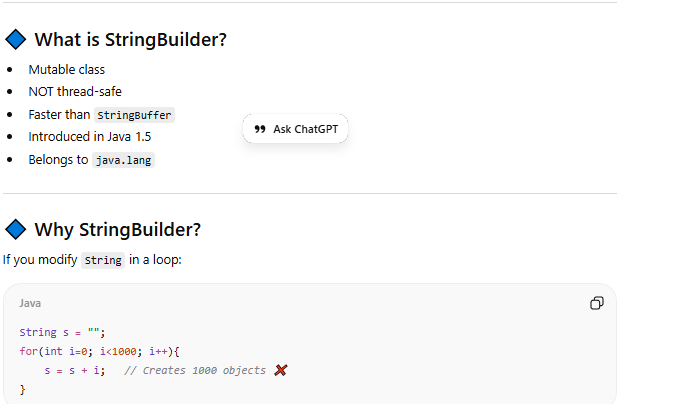 What is StringBuilder?
Mutable class
NOT thread-safe
Faster than StringBuffer
Introduced in Java 1.5
Belongs to java.lang
Ask ChatGPT
Why StringBuilder?
If you modify String in a loop:
Java
String s = "";
for(int i=0; i<1000; i++){
    s = s + i;   // Creates 1000 objects ❌
}